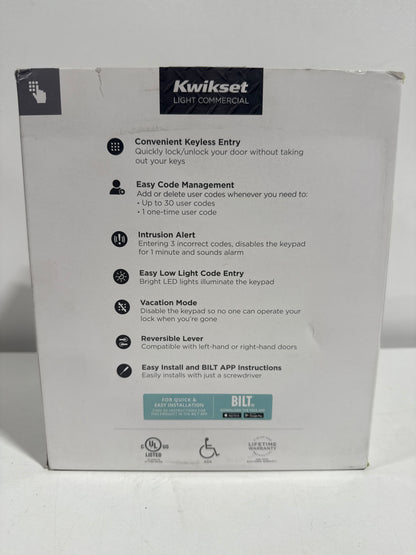 Kwikset
LIGHT COMMERCIAL
Convenient Keyless Entry
Quickly lock/unlock your door without taking
out your keys
Easy Code Management
Add or delete user codes whenever you need to:
• Up to 30 user codes
• 1 one-time user code
Intrusion Alert
Entering 3 incorrect codes, disables the keypad
for 1 minute and sounds alarm
Easy Low Light Code Entry
Bright LED lights illuminate the keypad
Vacation Mode
Disable the keypad so no one can operate your
lock when you're gone
Reversible Lever
Compatible with left-hand or right-hand doors
Easy Install and BILT APP Instructions
Easily installs with just a screwdriver
FOR QUICK &
EASY INSTALLATION
BILT
C UL US
LISTED
ADA
LIFETIME
WARRANTY